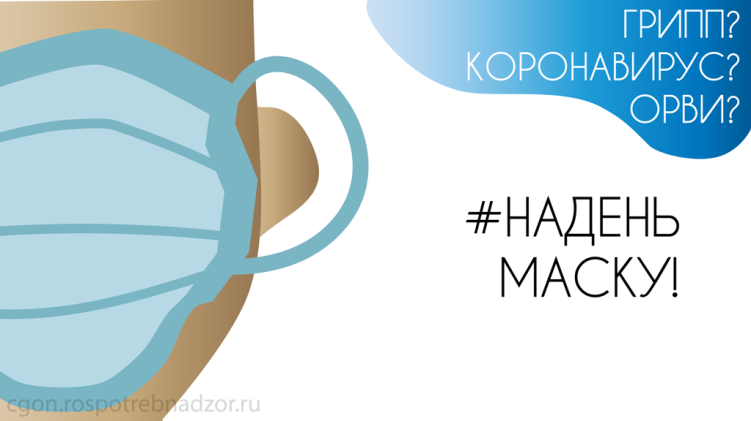 ГРИПП?
КОРОНАВИРУС?
ОРВИ?
#НАДЕНЬ
МАСКУ!
cgon.rospotrebnadzor.ru